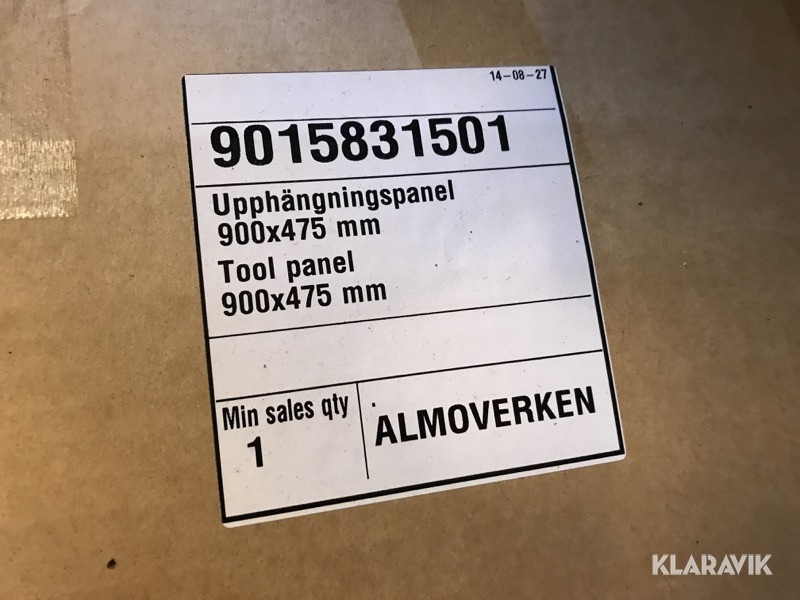 14-08-27
9015831501
Upphängningspanel
900x475 mm
Tool panel
900x475 mm
Min sales qty
1
ALMOVERKEN
KLARAVIK